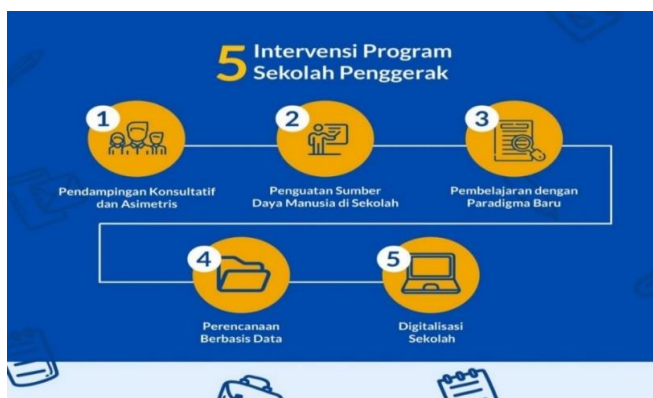 5 Intervensi Program
Sekolah Penggerak
1
2
3
Pendampingan Konsultatif
dan Asimetris
Penguatan Sumber
Daya Manusia di Sekolah
Pembelajaran dengan
Paradigma Baru
4
5
Perencanaan
Berbasis Data
Digitalisasi
Sekolah